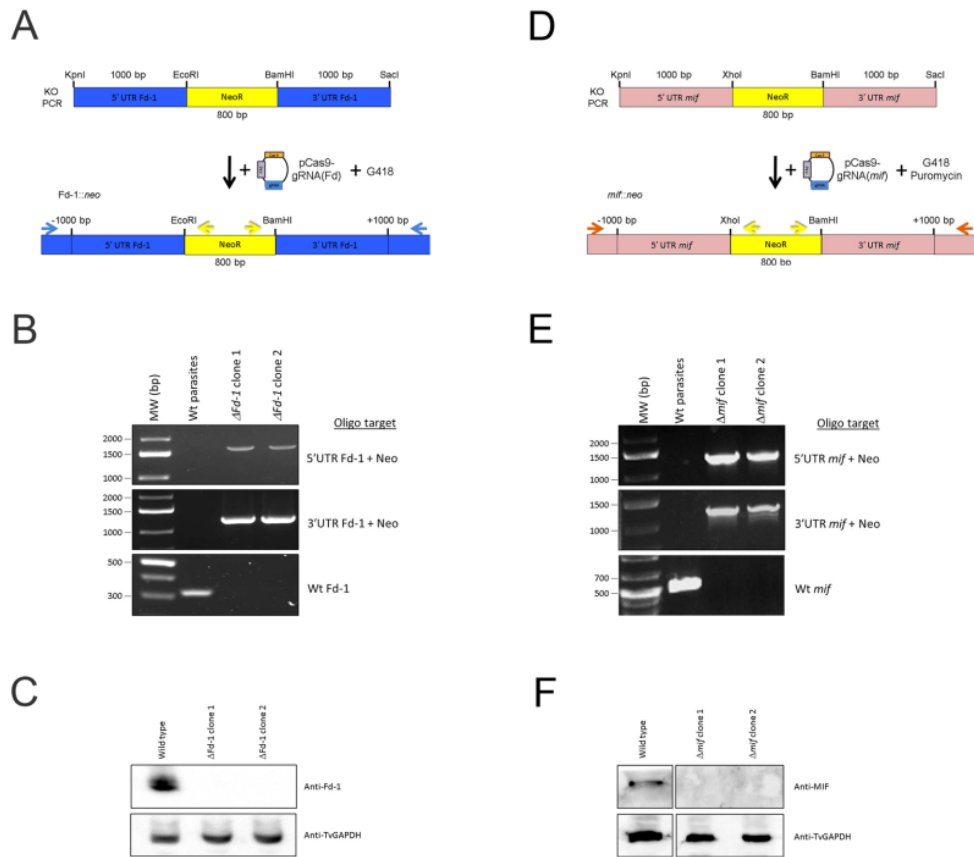 A
KpnI 1000 bp EcoRI BamHI 1000 bp SacI
KO PCR
5' UTR Fd-1 NeoR 3' UTR Fd-1
800 bp
+ pCas9-gRNA(Fd) + G418
Fd-1::neo
-1000 bp EcoRI BamHI +1000 bp
5' UTR Fd-1 NeoR 3' UTR Fd-1
800 bp
B
MW (bp) Wt parasites ΔFd-1 clone 1 ΔFd-1 clone 2
Oligo target
2000
1500
1000
5'UTR Fd-1 + Neo
2000
1500
1000
3'UTR Fd-1 + Neo
500
300
Wt Fd-1
C
Wild type ΔFd-1 clone 1 ΔFd-1 clone 2
Anti-Fd-1
Anti-TvGAPDH
D
KpnI 1000 bp XhoI BamHI 1000 bp SacI
KO PCR
5' UTR mif NeoR 3' UTR mif
800 bp
+ pCas9-gRNA(mif) + G418 Puromycin
mif::neo
-1000 bp XhoI BamHI +1000 bp
5' UTR mif NeoR 3' UTR mif
800 bp
E
MW (bp) Wt parasites Δmif clone 1 Δmif clone 2
Oligo target
2000
1500
1000
5'UTR mif + Neo
1500
1000
3'UTR mif + Neo
700
500
Wt mif
F
Wild type Δmif clone 1 Δmif clone 2
Anti-MIF
Anti-TvGAPDH